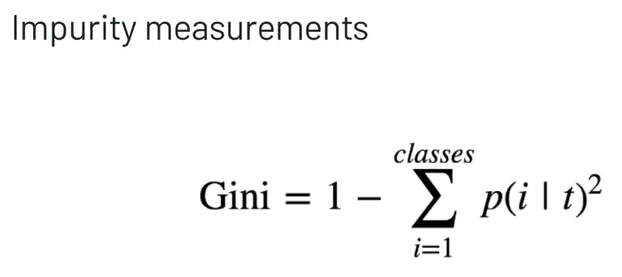 Impurity measurements
classes
Gini = 1 − ∑ p(i | t)²
i=1